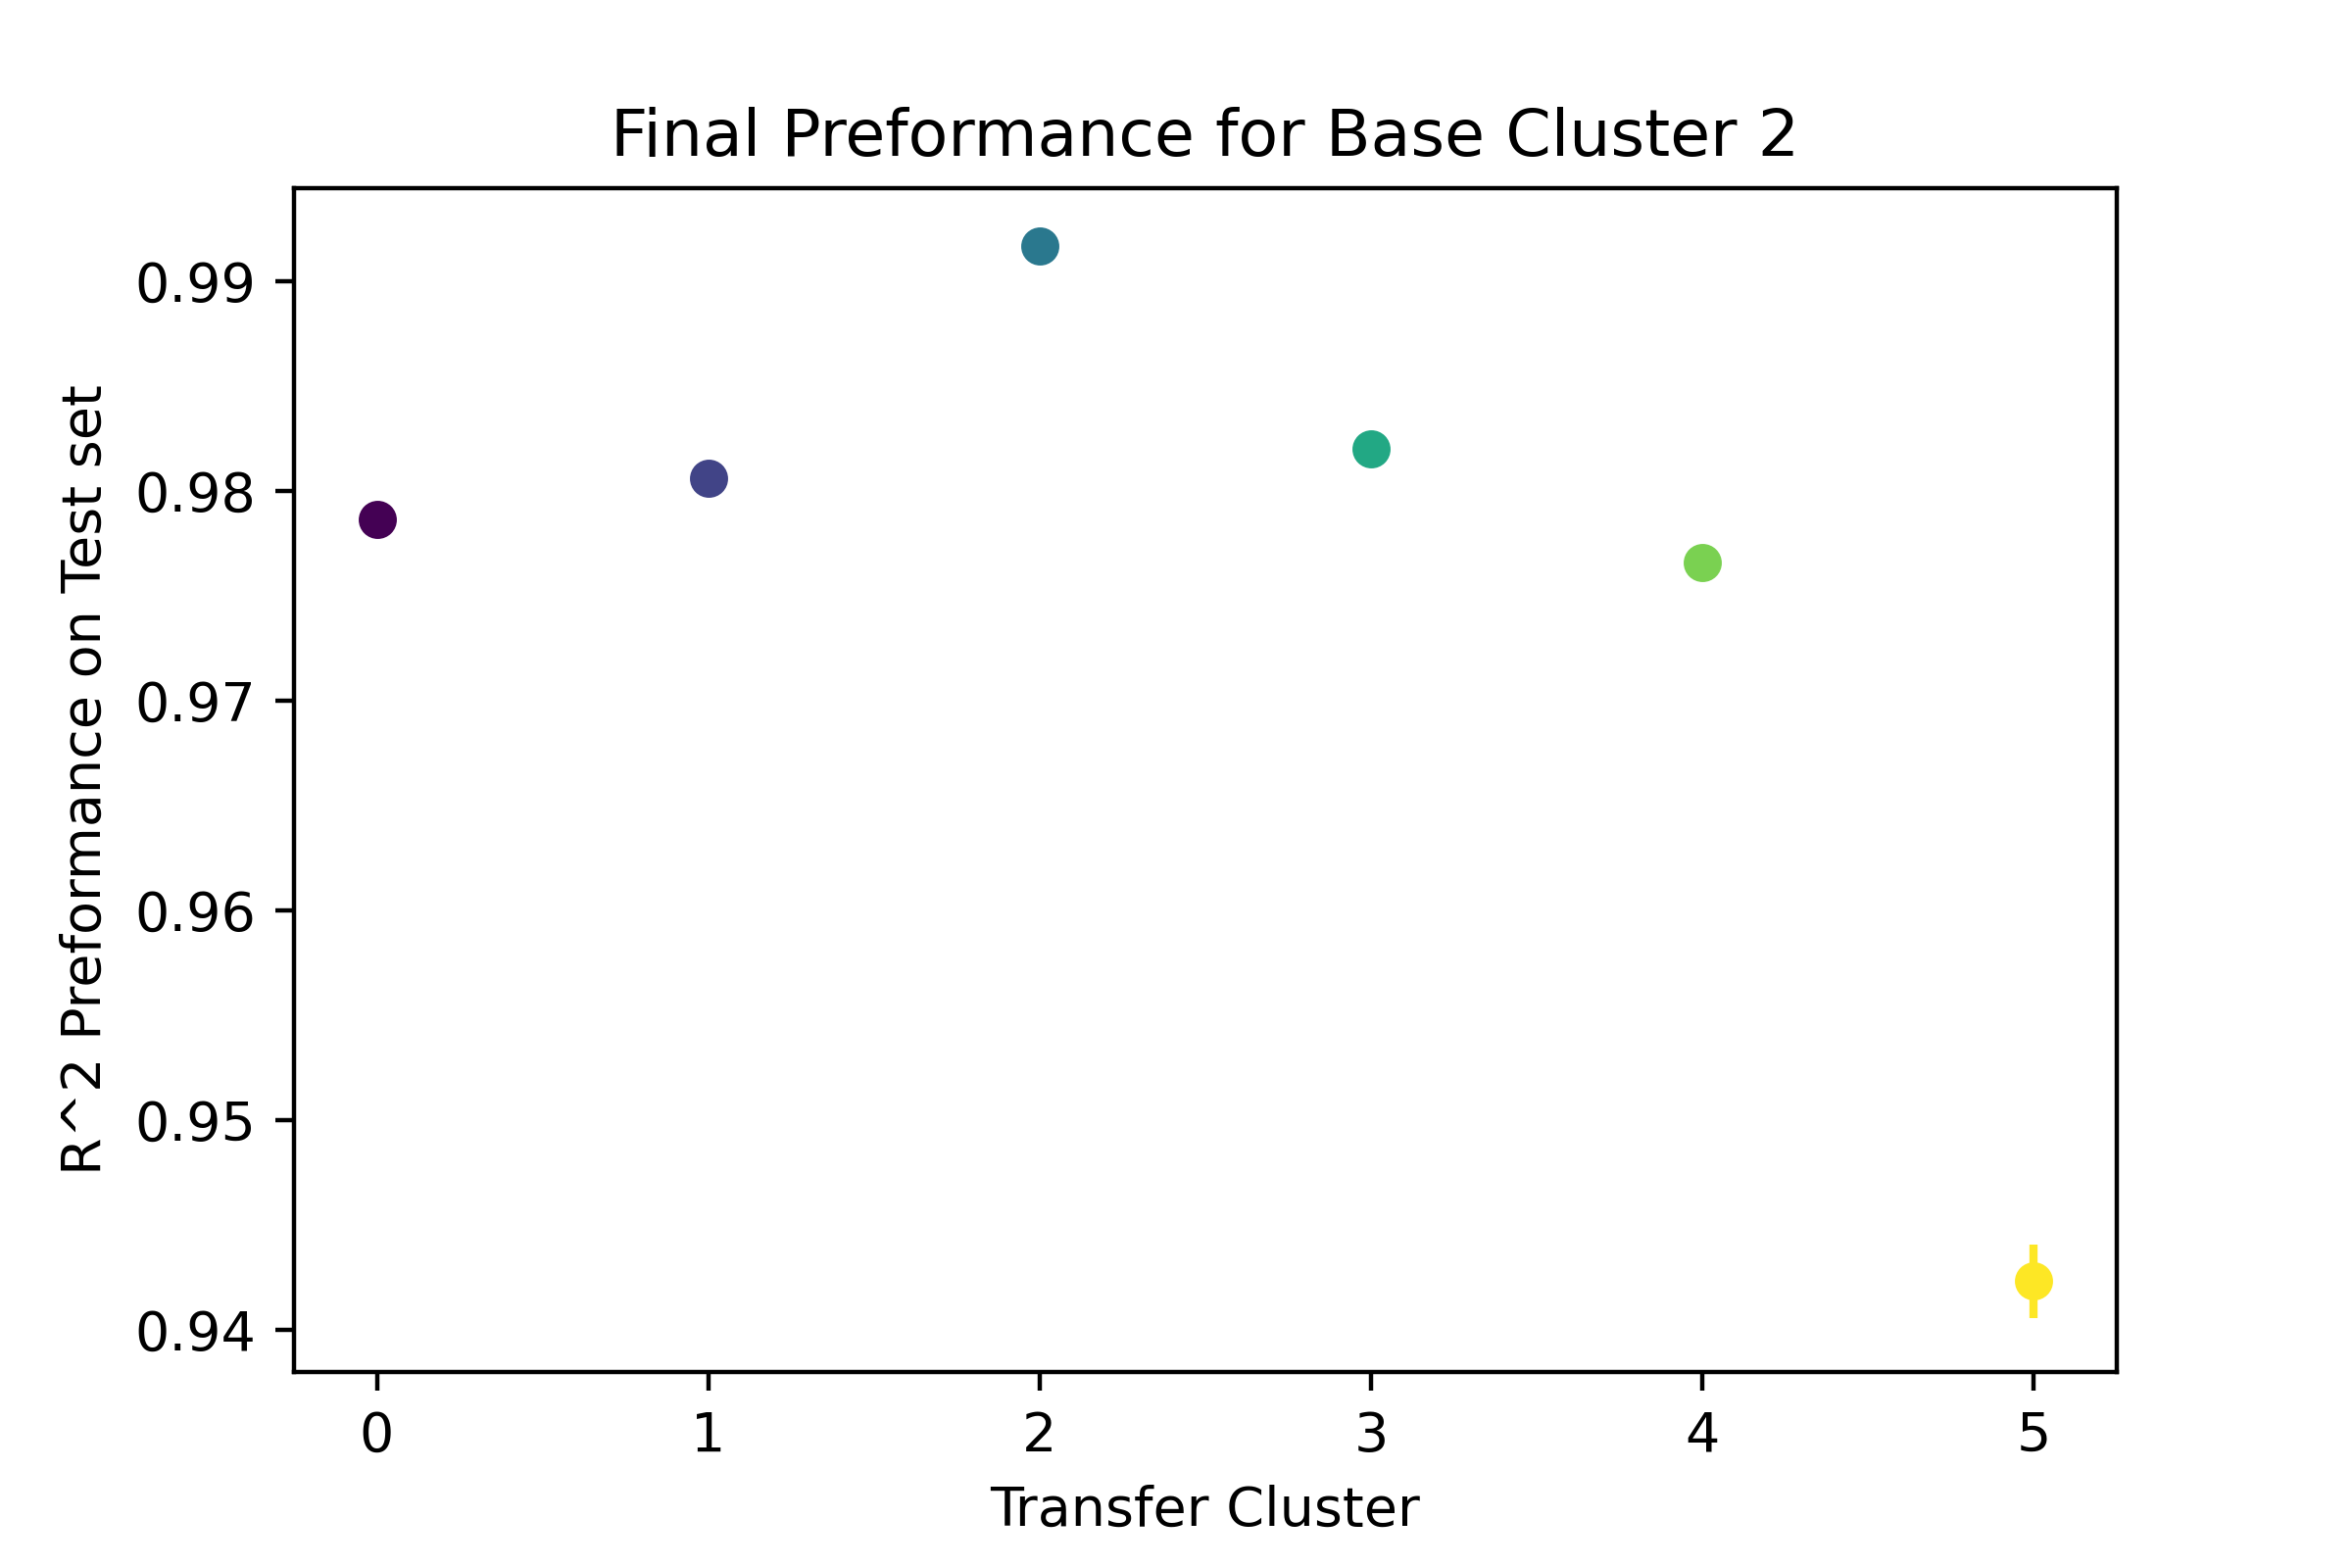 Final Preformance for Base Cluster 2
R^2 Preformance on Test set
0.99
0.98
0.97
0.96
0.95
0.94
0 1 2 3 4 5
Transfer Cluster